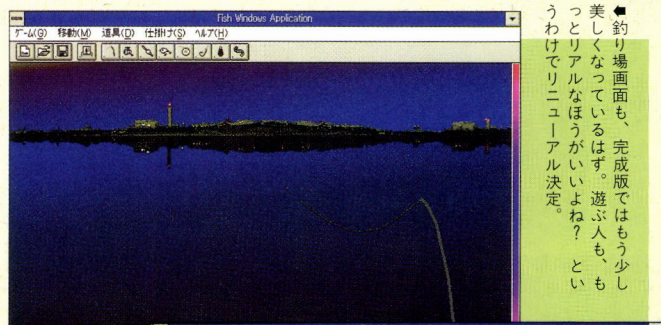 Fish Windows Application
ゲーム(G) 移動(M) 道具(D) 仕掛け(S) ヘルプ(H)
⬅釣り場画面も、完成版ではもう少し
美しくなっているはず。遊ぶ人も、も
っとリアルなほうがいいよね? とい
うわけでリニューアル決定。